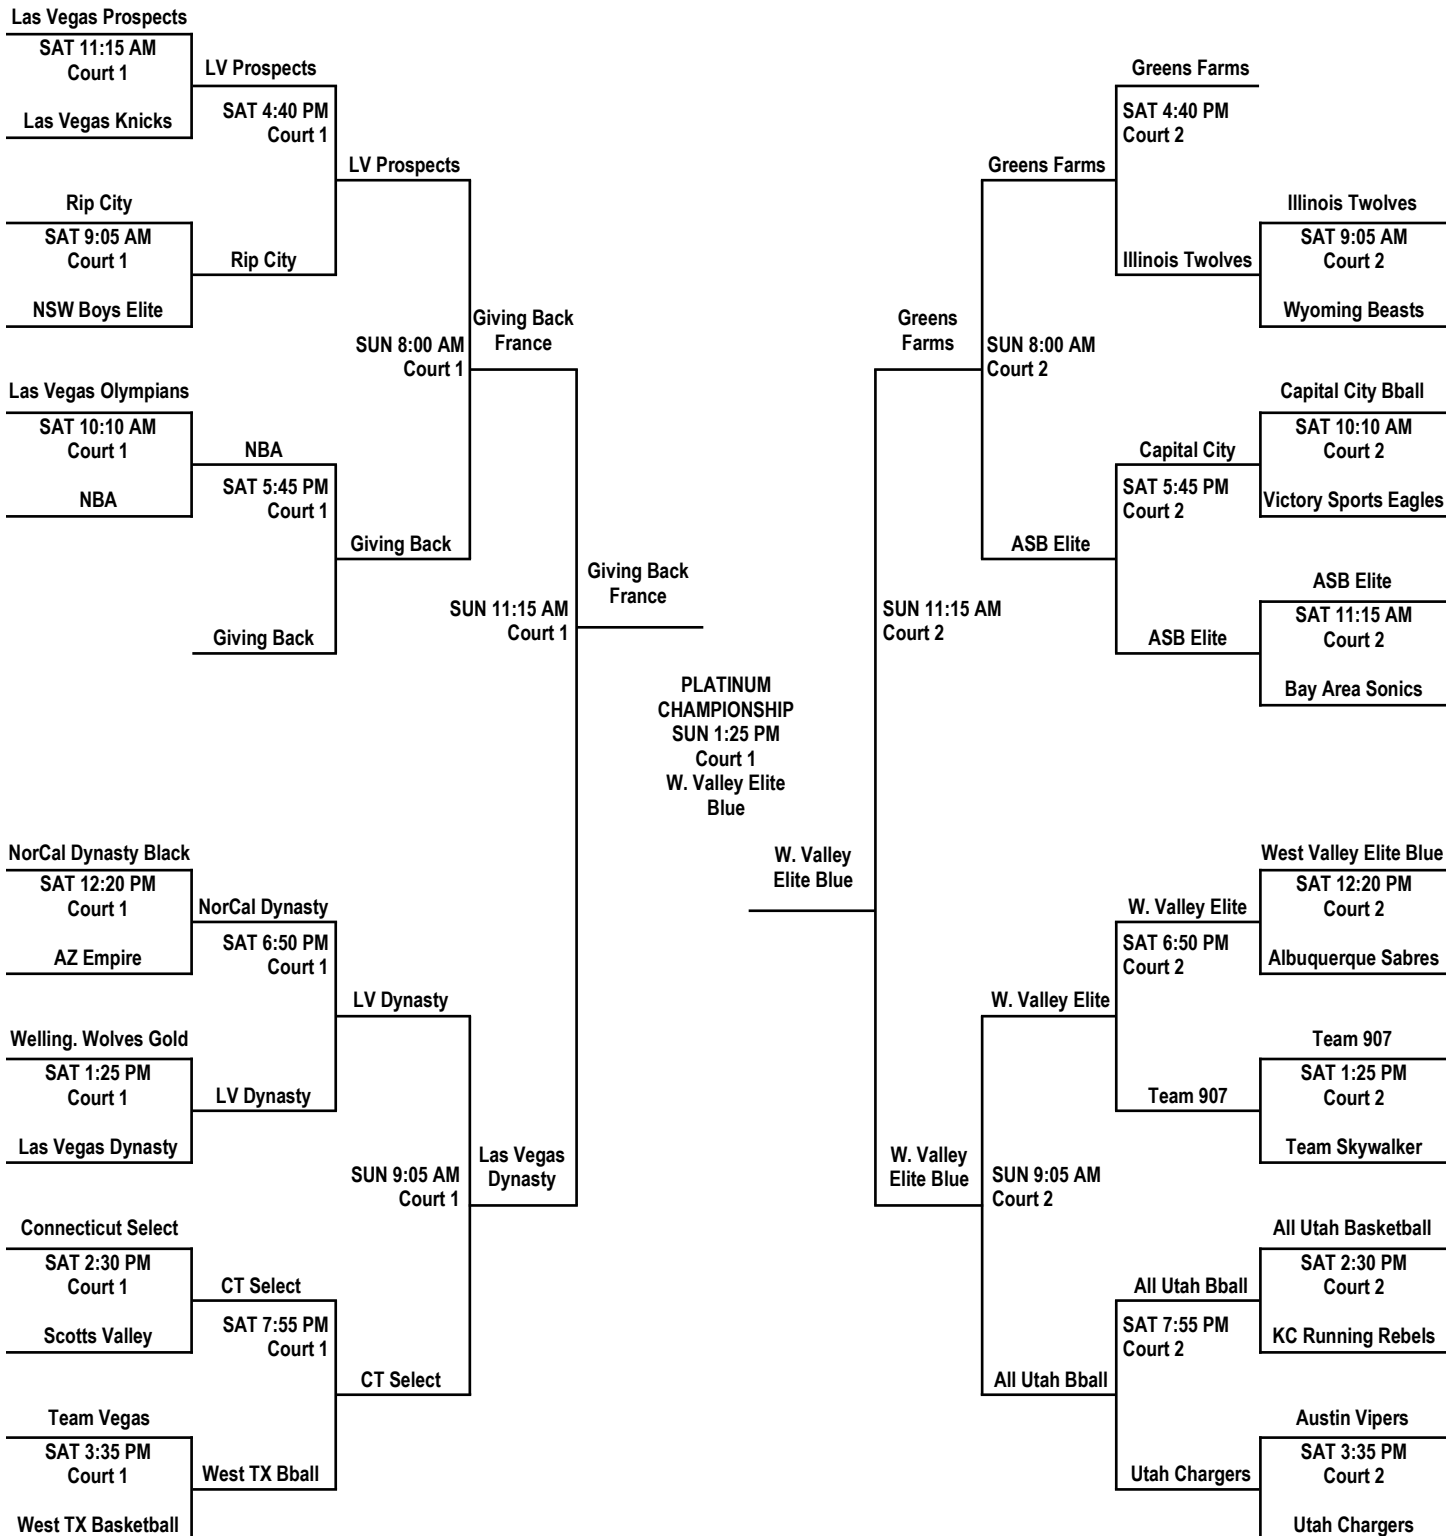 Las Vegas Prospects
SAT 11:15 AM
Court 1
LV Prospects
Las Vegas Knicks
SAT 4:40 PM
Court 1
LV Prospects
Rip City
SAT 9:05 AM
Court 1
Rip City
NSW Boys Elite
SUN 8:00 AM
Court 1
Giving Back
France
Las Vegas Olympians
SAT 10:10 AM
Court 1
NBA
NBA
SAT 5:45 PM
Court 1
Giving Back
Giving Back
SUN 11:15 AM
Court 1
Giving Back
France
NorCal Dynasty Black
SAT 12:20 PM
Court 1
NorCal Dynasty
AZ Empire
SAT 6:50 PM
Court 1
LV Dynasty
Welling. Wolves Gold
SAT 1:25 PM
Court 1
LV Dynasty
Las Vegas Dynasty
SUN 9:05 AM
Court 1
Las Vegas
Dynasty
Connecticut Select
SAT 2:30 PM
Court 1
CT Select
Scotts Valley
SAT 7:55 PM
Court 1
CT Select
Team Vegas
SAT 3:35 PM
Court 1
West TX Bball
West TX Basketball
PLATINUM
CHAMPIONSHIP
SUN 1:25 PM
Court 1
W. Valley Elite
Blue
Greens Farms
SAT 4:40 PM
Court 2
Greens Farms
Illinois Twolves
SAT 9:05 AM
Court 2
Illinois Twolves
Wyoming Beasts
Greens
Farms
SUN 8:00 AM
Court 2
Capital City Bball
SAT 10:10 AM
Court 2
Capital City
Victory Sports Eagles
SAT 5:45 PM
Court 2
ASB Elite
ASB Elite
SAT 11:15 AM
Court 2
ASB Elite
Bay Area Sonics
SUN 11:15 AM
Court 2
W. Valley
Elite Blue
West Valley Elite Blue
SAT 12:20 PM
Court 2
W. Valley Elite
Albuquerque Sabres
SAT 6:50 PM
Court 2
W. Valley Elite
Team 907
SAT 1:25 PM
Court 2
Team 907
Team Skywalker
W. Valley
Elite Blue
SUN 9:05 AM
Court 2
All Utah Basketball
SAT 2:30 PM
Court 2
All Utah Bball
KC Running Rebels
SAT 7:55 PM
Court 2
All Utah Bball
Austin Vipers
SAT 3:35 PM
Court 2
Utah Chargers
Utah Chargers